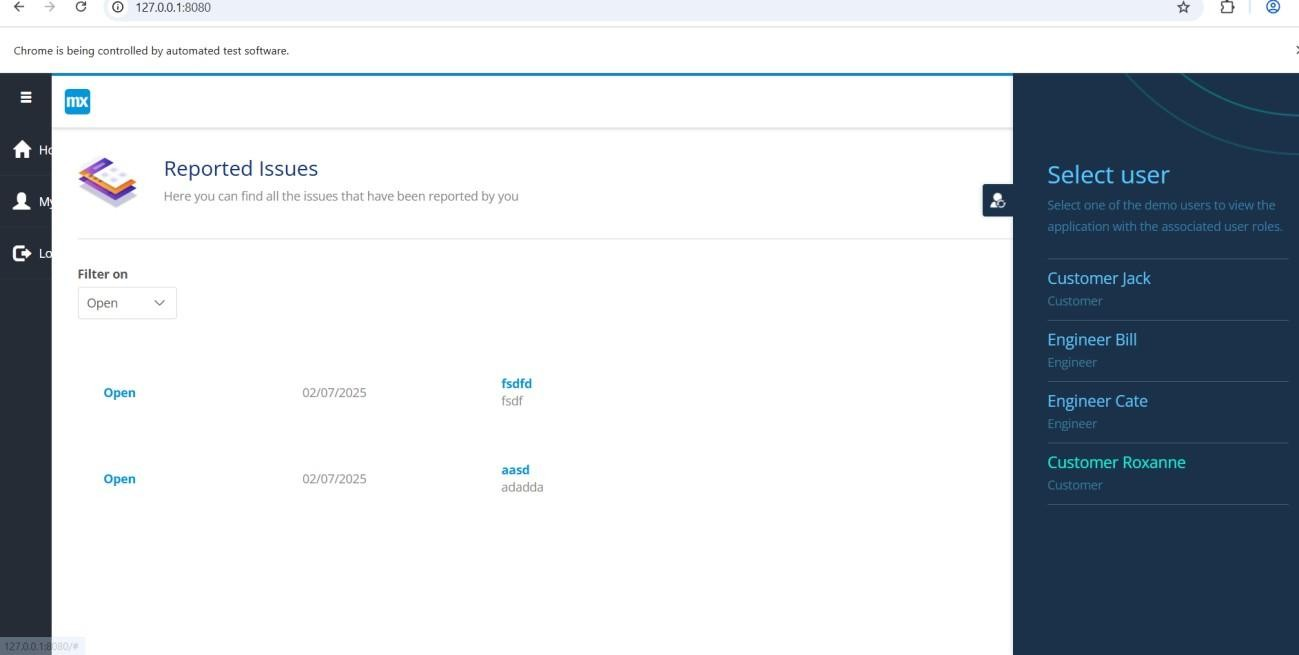 127.0.0.1:8080
Chrome is being controlled by automated test software.
mx
Ho
My
Lo
Reported Issues
Here you can find all the issues that have been reported by you
Filter on
Open
Open
02/07/2025
fsdfd
fsdf
Open
02/07/2025
aasd
adadda
Select user
Select one of the demo users to view the
application with the associated user roles.
Customer Jack
Customer
Engineer Bill
Engineer
Engineer Cate
Engineer
Customer Roxanne
Customer
127.0.0.1:8080/#